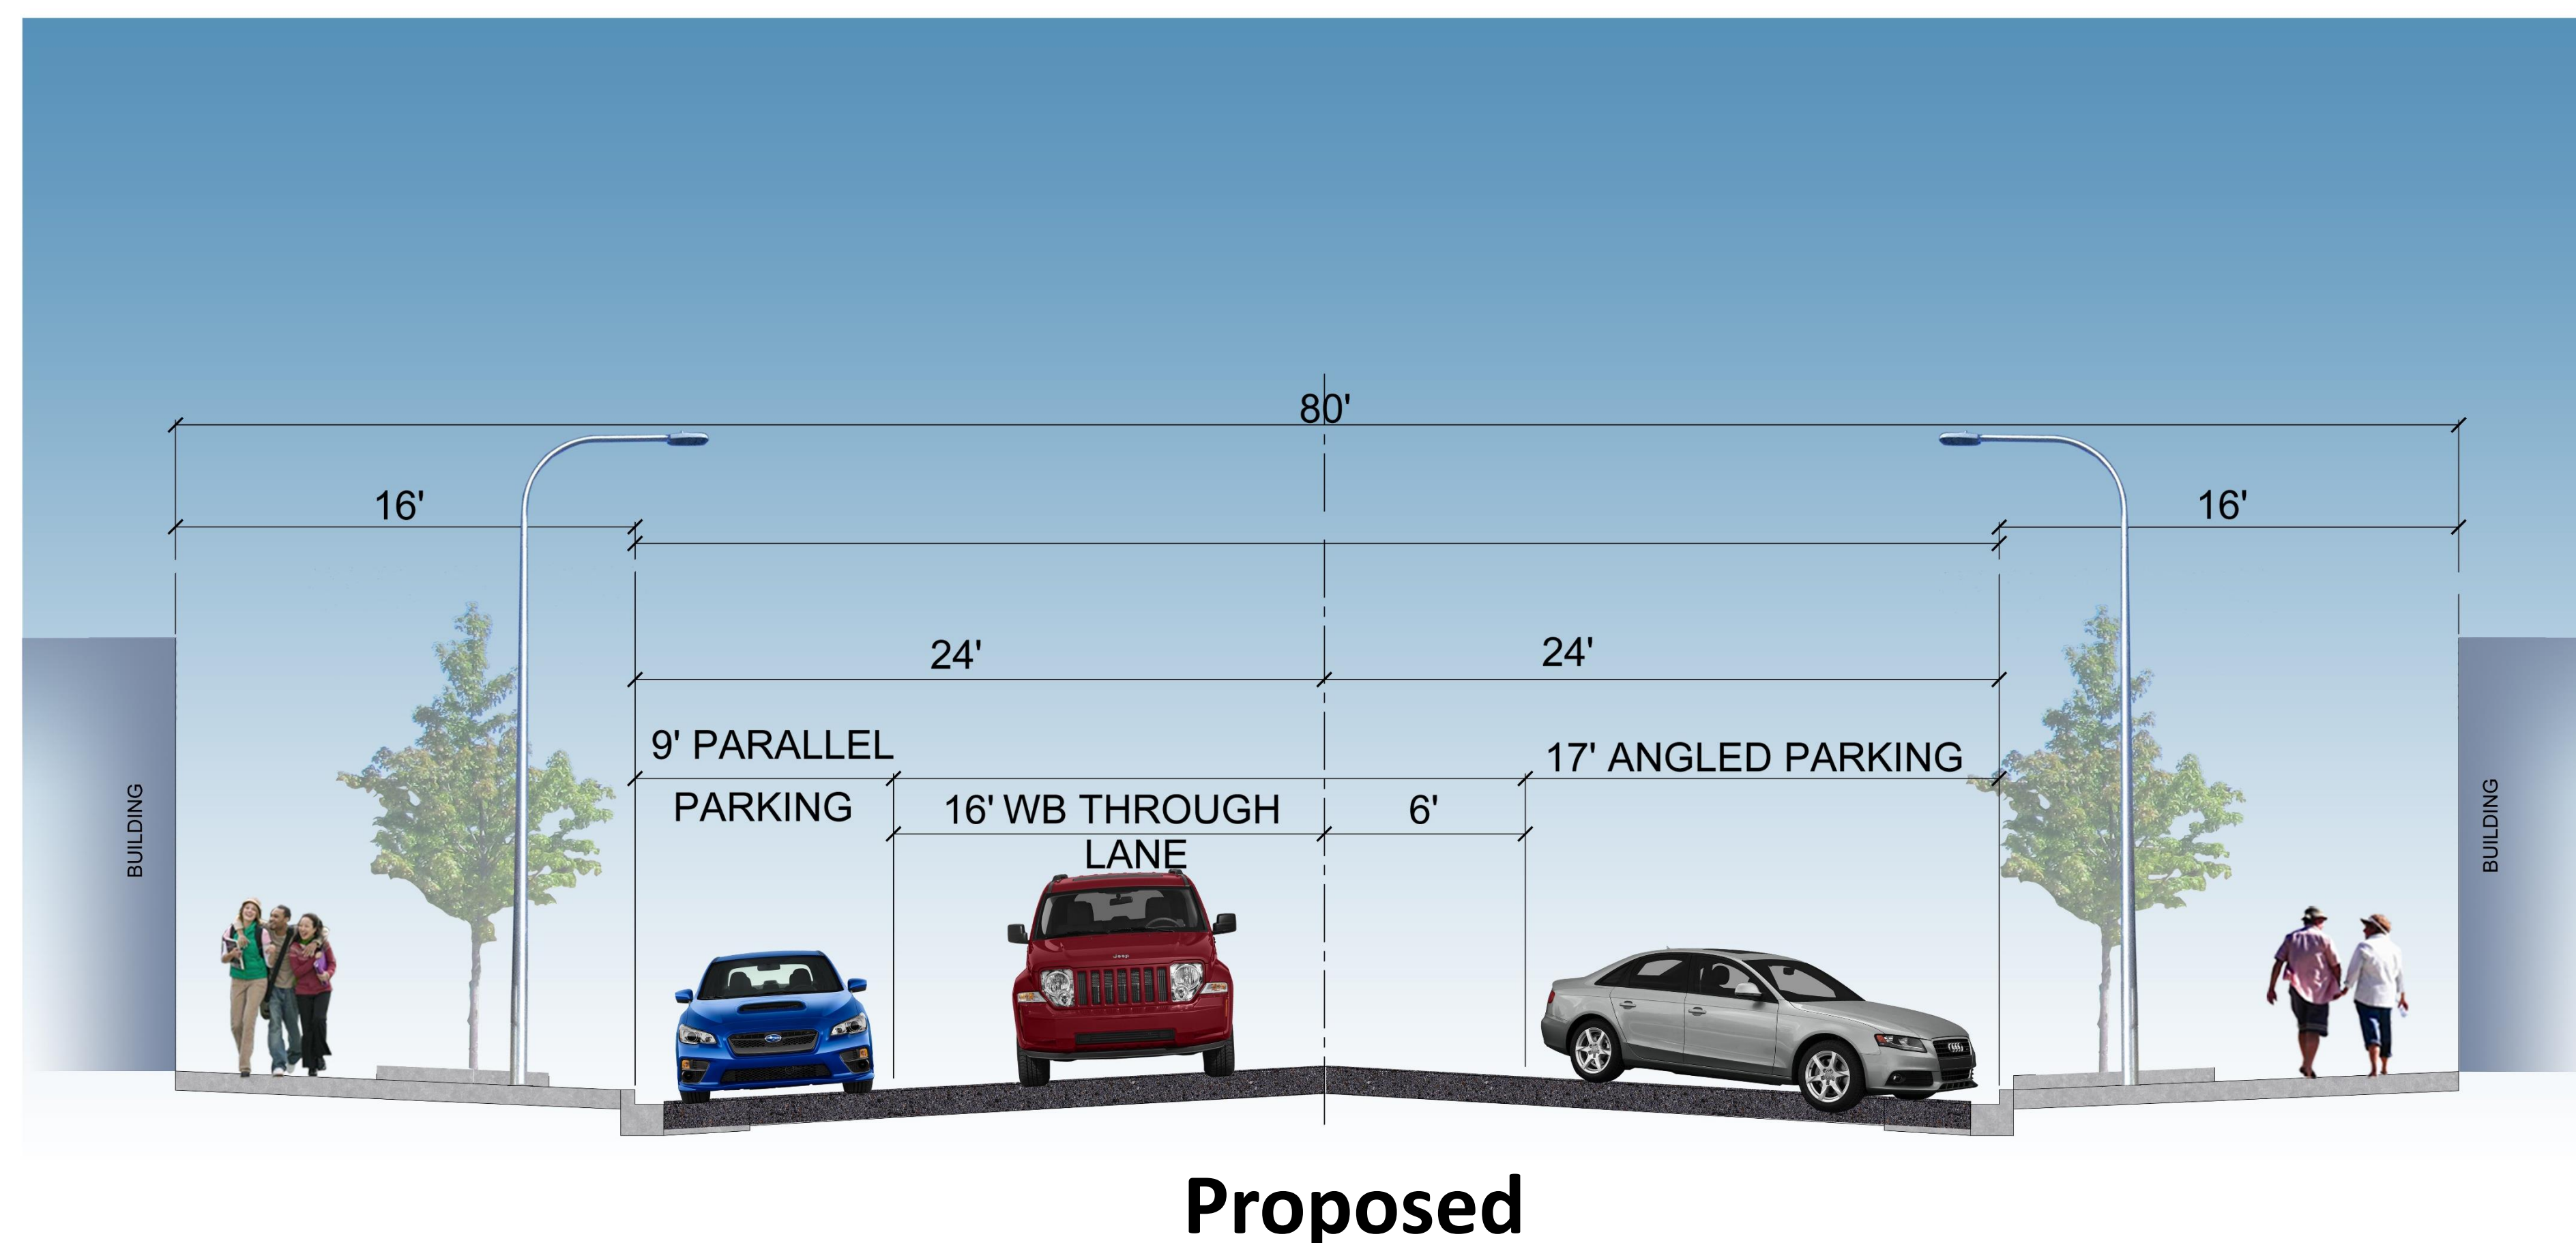 80'
16'
16'
24'
24'
9' PARALLEL
PARKING
16' WB THROUGH
LANE
6'
17' ANGLED PARKING
BUILDING
BUILDING
Jeep
Proposed